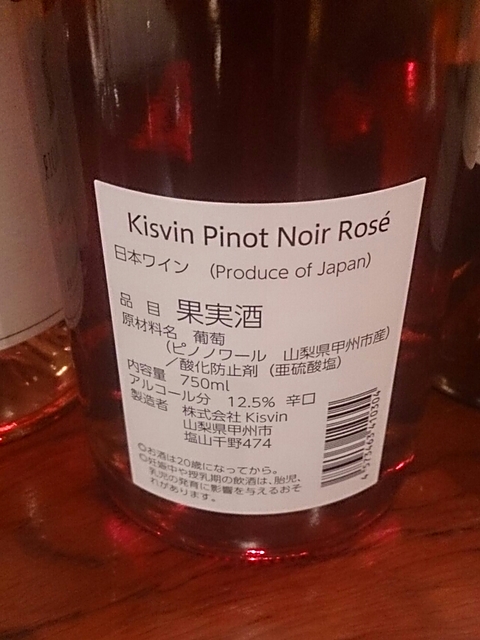 Kisvin Pinot Noir Rosé
日本ワイン (Produce of Japan)
品 目 果実酒
原材料名 葡萄
(ピノノワール 山梨県甲州市産)
/酸化防止剤 (亜硫酸塩)
内容量 750ml
アルコール分 12.5% 辛口
製造者 株式会社 Kisvin
山梨県甲州市
塩山千野474
◎お酒は20歳になってから。
◎妊娠中や授乳期の飲酒は、胎児、
乳児の発育に影響を与えるおそ
れがあります。
4573463410304